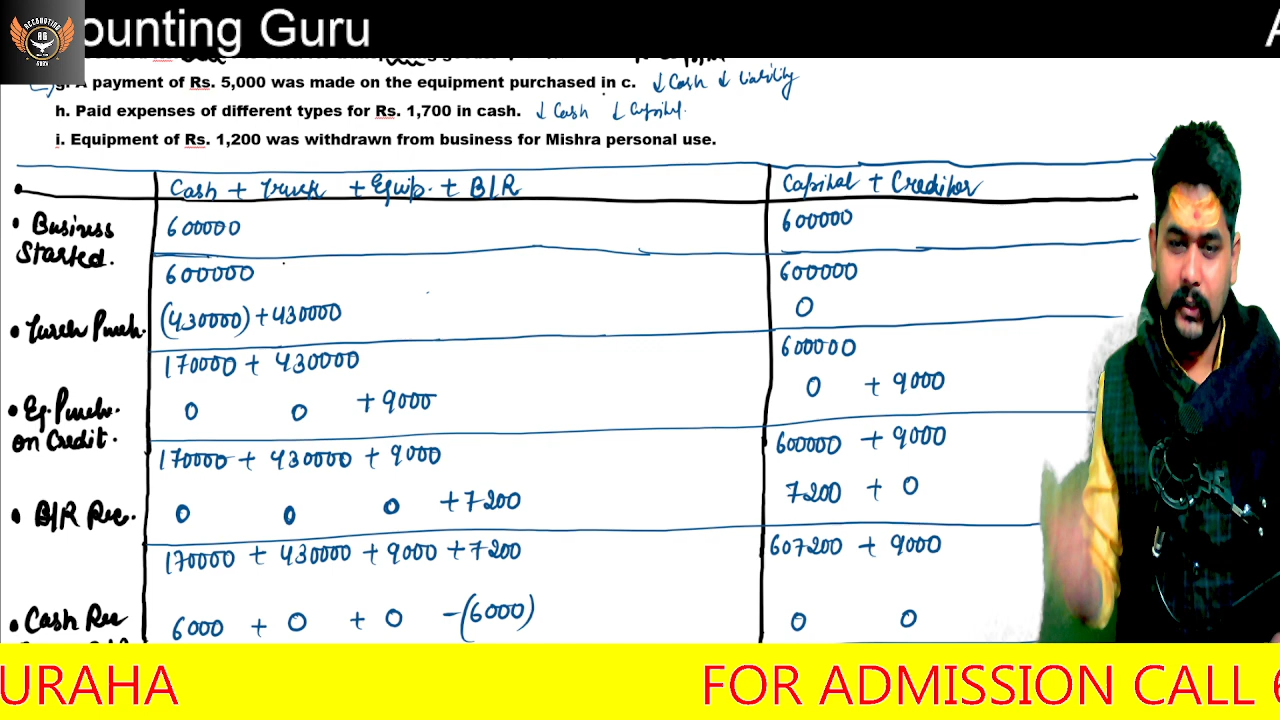 ounting Guru
A
ACCOUNTING
AG
GURU
g. A payment of Rs. 5,000 was made on the equipment purchased in c. ↓ Cash ↓ Liability
h. Paid expenses of different types for Rs. 1,700 in cash. ↓ Cash ↓ Capital.
i. Equipment of Rs. 1,200 was withdrawn from business for Mishra personal use.
Cash + Truck + Equip. + B/R Capital + Creditor
• Business Started. 600000 600000
600000 600000
• Purch. (430000) + 430000 0
170000 + 430000 600000
• Eq. Purch. on Credit. 0 0 + 9000 0 + 9000
170000 + 430000 + 9000 600000 + 9000
• B/R Rec. 0 0 0 + 7200 7200 + 0
170000 + 430000 + 9000 + 7200 607200 + 9000
• Cash Rec 6000 + 0 + 0 -(6000) 0 0
URAHA FOR ADMISSION CALL 6